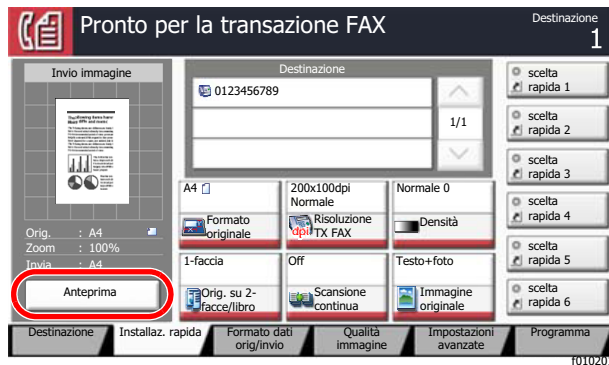 Pronto per la transazione FAX
Destinazione
1
Invio immagine
Orig. : A4
Zoom : 100%
Invia : A4
Anteprima
Destinazione
0123456789
1/1
A4
Formato
originale
200x100dpi
Normale
dpi
Risoluzione
TX FAX
Normale 0
Densità
1-faccia
Orig. su 2-
facce/libro
Off
Scansione
continua
Testo+foto
Immagine
originale
scelta
rapida 1
scelta
rapida 2
scelta
rapida 3
scelta
rapida 4
scelta
rapida 5
scelta
rapida 6
Destinazione
Installaz. rapida
Formato dati
orig/invio
Qualità
immagine
Impostazioni
avanzate
Programma